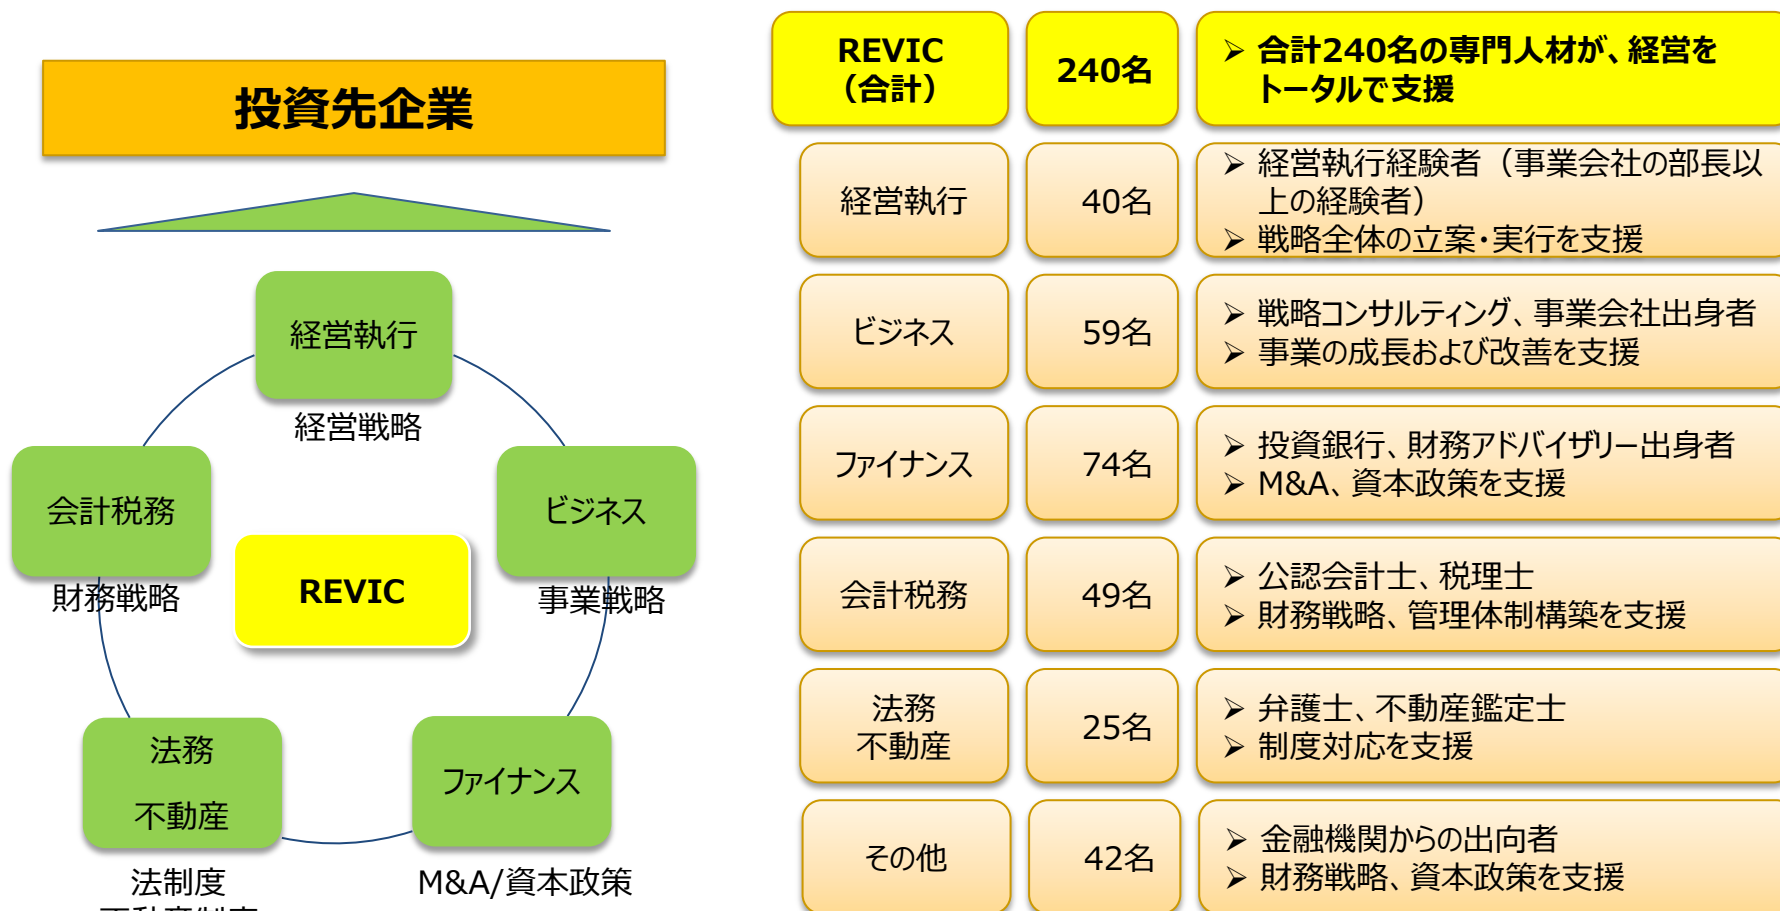 投資先企業
経営執行
経営戦略
会計税務
財務戦略
ビジネス
事業戦略
REVIC
法務
不動産
法制度
不動産制度
ファイナンス
M&A/資本政策
REVIC
（合計）
240名
➢ 合計240名の専門人材が、経営を
トータルで支援
経営執行
40名
➢ 経営執行経験者（事業会社の部長以
上の経験者）
➢ 戦略全体の立案・実行を支援
ビジネス
59名
➢ 戦略コンサルティング、事業会社出身者
➢ 事業の成長および改善を支援
ファイナンス
74名
➢ 投資銀行、財務アドバイザリー出身者
➢ M&A、資本政策を支援
会計税務
49名
➢ 公認会計士、税理士
➢ 財務戦略、管理体制構築を支援
法務
不動産
25名
➢ 弁護士、不動産鑑定士
➢ 制度対応を支援
その他
42名
➢ 金融機関からの出向者
➢ 財務戦略、資本政策を支援